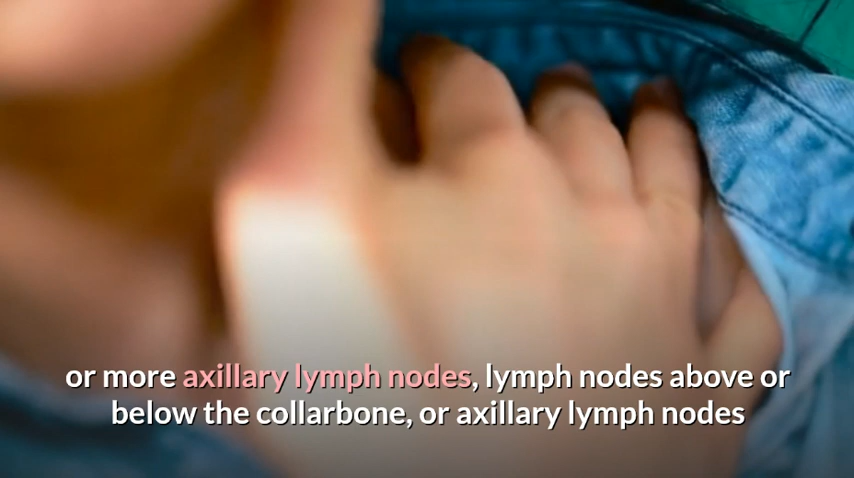 or more axillary lymph nodes, lymph nodes above or
below the collarbone, or axillary lymph nodes